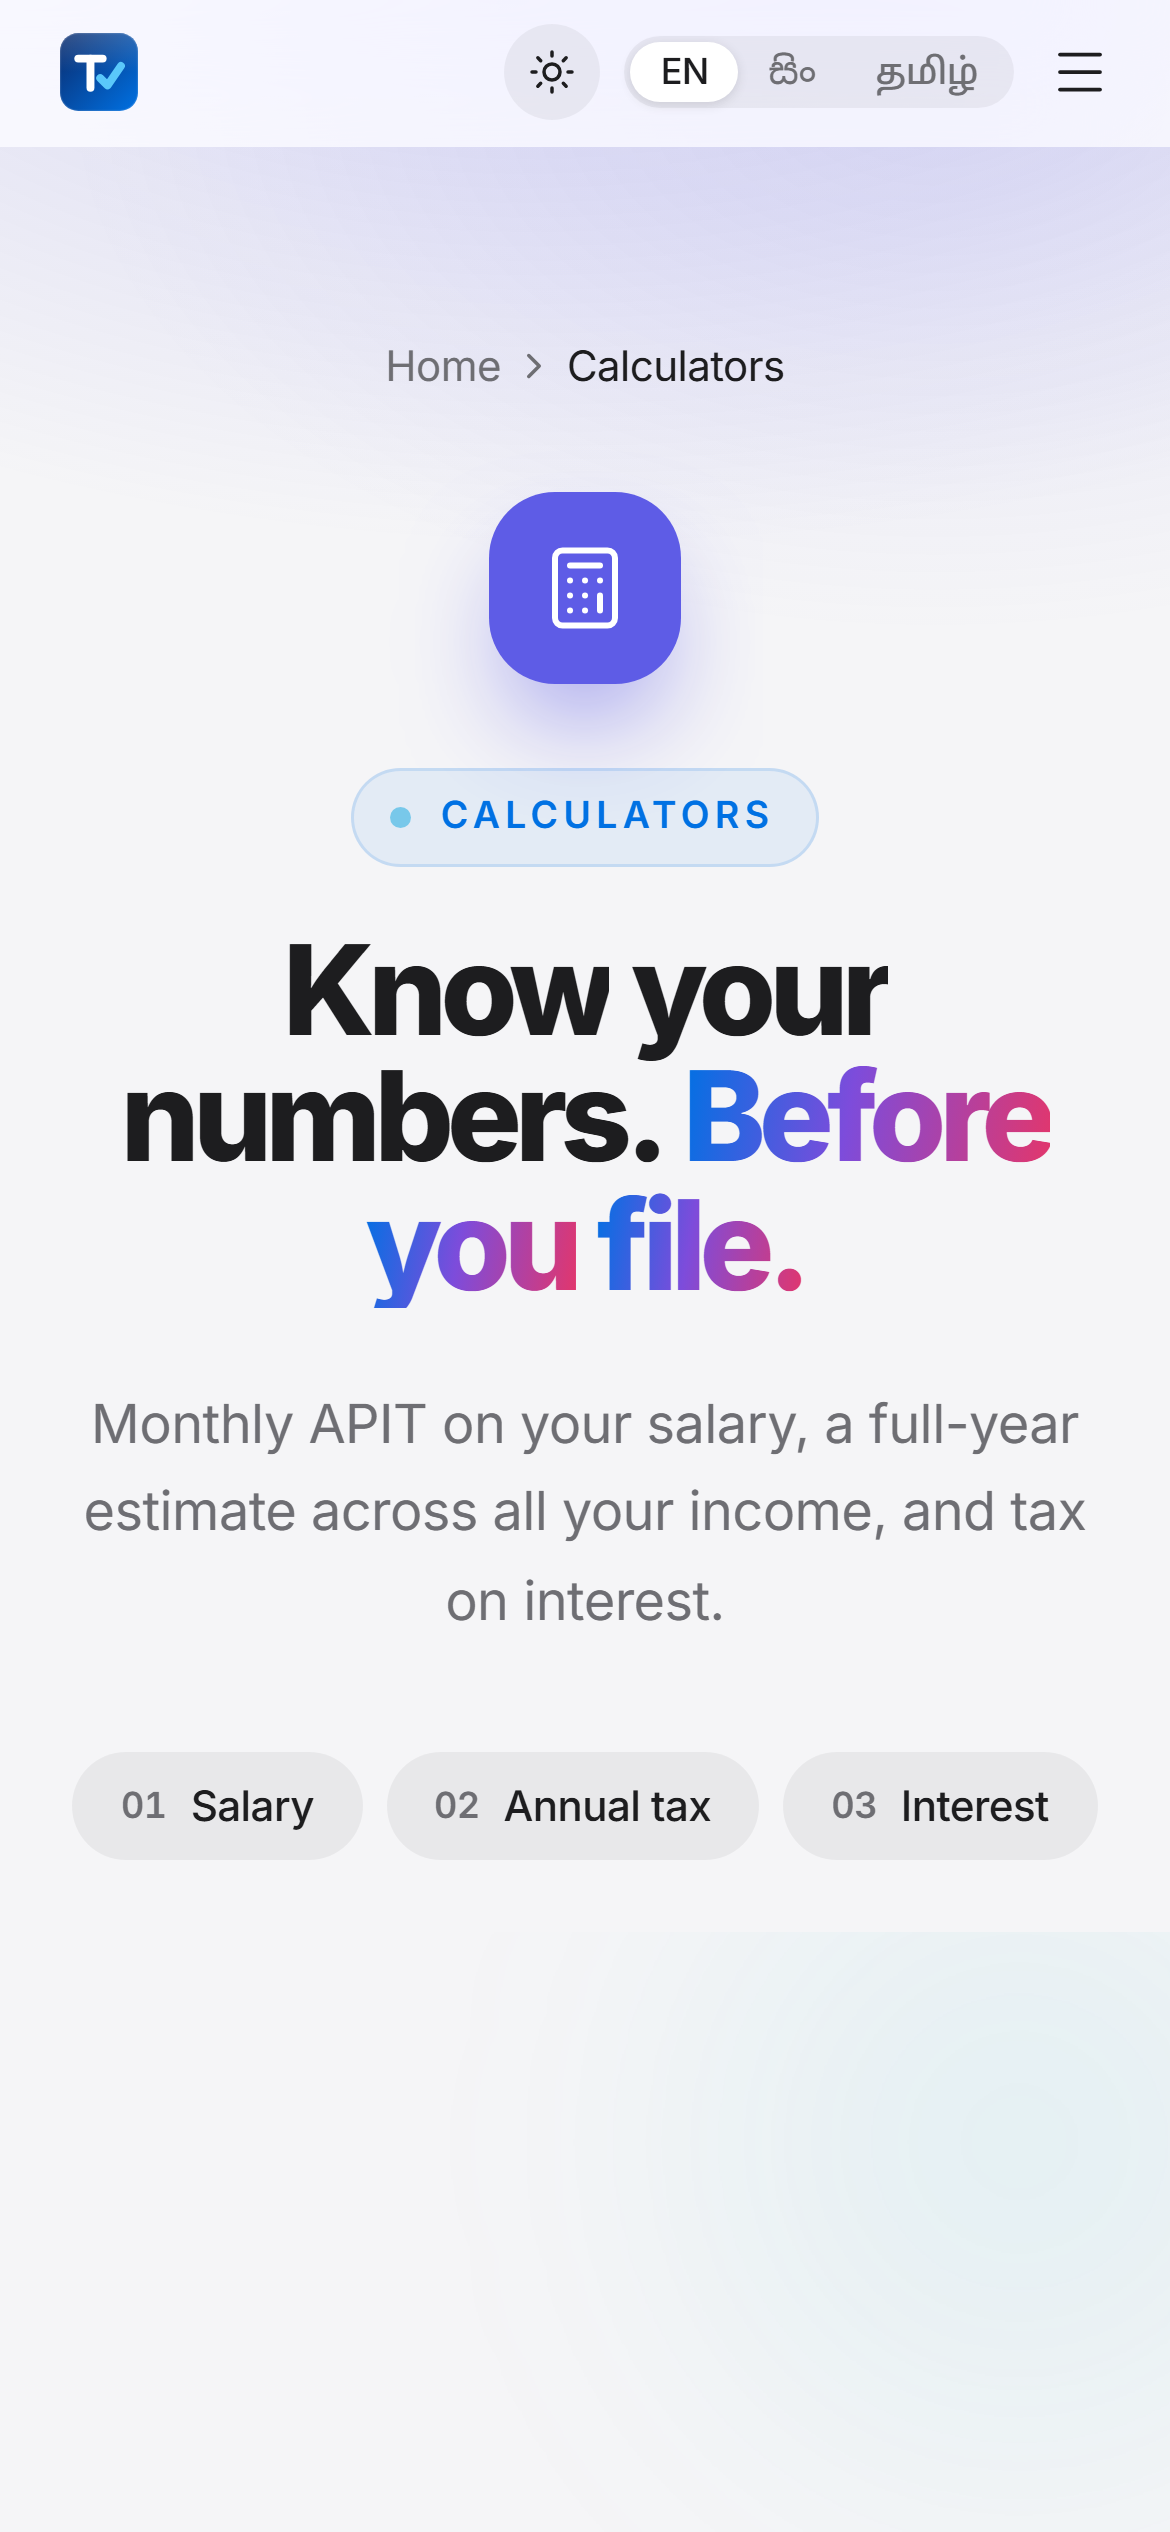 EN සිං தமிழ்
Home > Calculators
CALCULATORS
Know your
numbers. Before
you file.
Monthly APIT on your salary, a full-year
estimate across all your income, and tax
on interest.
01 Salary 02 Annual tax 03 Interest